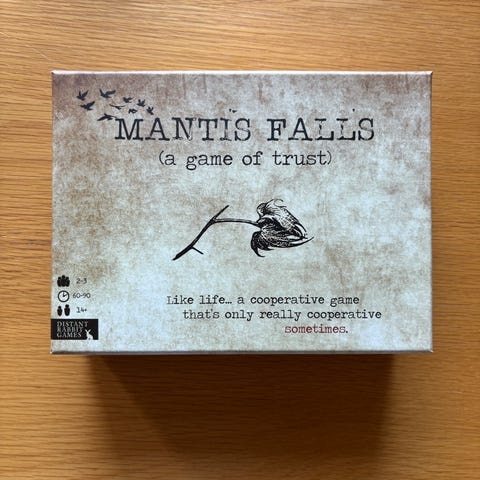 MANTIS FALLS
(a game of trust)
Like life... a cooperative game
that's only really cooperative
sometimes.
2-3
60-90
14+
DISTANT
RABBIT
GAMES